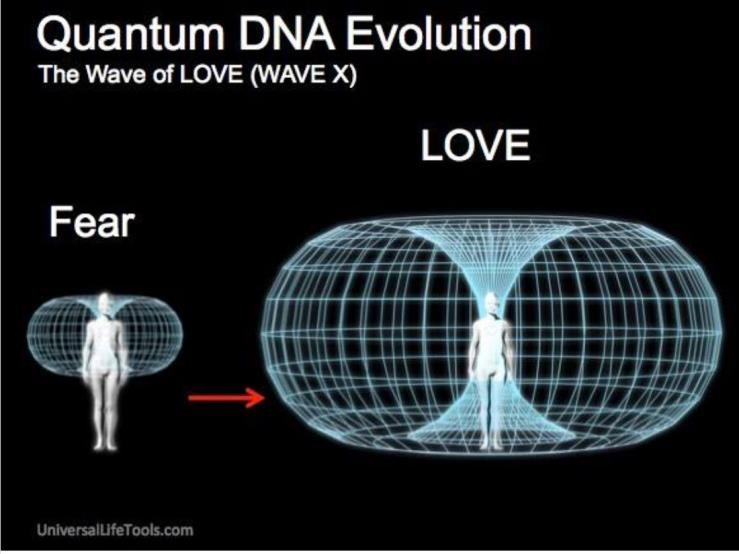 Quantum DNA Evolution
The Wave of LOVE (WAVE X)
LOVE
Fear
UniversalLifeTools.com